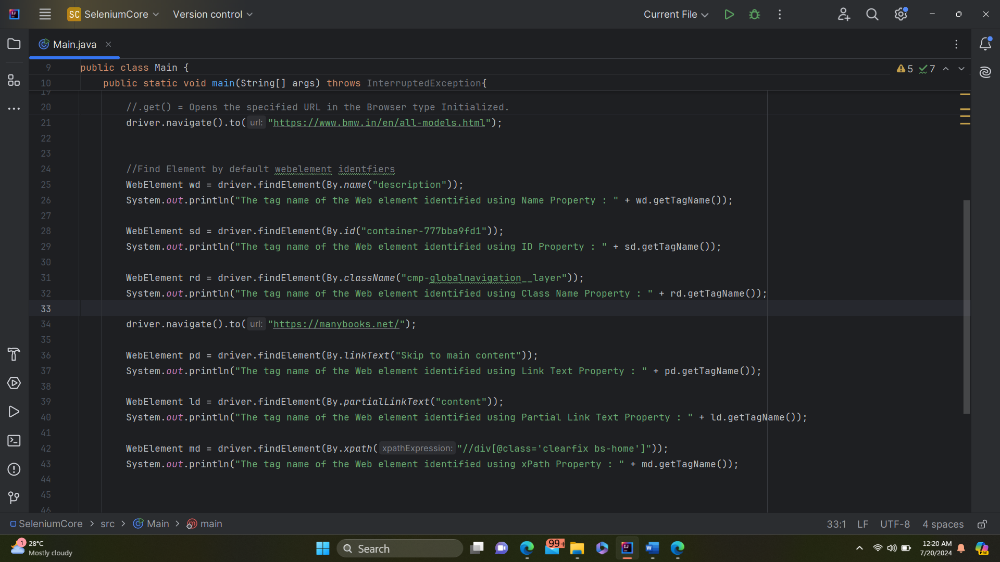 SC SeleniumCore Version control Current File
Main.java
9 public class Main {
5 7
10 public static void main(String[] args) throws InterruptedException{
19
20 //.get() = Opens the specified URL in the Browser type Initialized.
21 driver.navigate().to( url: "https://www.bmw.in/en/all-models.html");
22
23
24 //Find Element by default webelement identfiers
25 WebElement wd = driver.findElement(By.name("description"));
26 System.out.println("The tag name of the Web element identified using Name Property : " + wd.getTagName());
27
28 WebElement sd = driver.findElement(By.id("container-777bba9fd1"));
29 System.out.println("The tag name of the Web element identified using ID Property : " + sd.getTagName());
30
31 WebElement rd = driver.findElement(By.className("cmp-globalnavigation__layer"));
32 System.out.println("The tag name of the Web element identified using Class Name Property : " + rd.getTagName());
33
34 driver.navigate().to( url: "https://manybooks.net/");
35
36 WebElement pd = driver.findElement(By.linkText("Skip to main content"));
37 System.out.println("The tag name of the Web element identified using Link Text Property : " + pd.getTagName());
38
39 WebElement ld = driver.findElement(By.partialLinkText("content"));
40 System.out.println("The tag name of the Web element identified using Partial Link Text Property : " + ld.getTagName());
41
42 WebElement md = driver.findElement(By.xpath( xpathExpression: "//div[@class='clearfix bs-home']"));
43 System.out.println("The tag name of the Web element identified using xPath Property : " + md.getTagName());
44
45
46
SeleniumCore > src > Main > main 33:1 LF UTF-8 4 spaces
1 28°C
Mostly cloudy
Search
99+
12:20 AM
7/20/2024
PRE